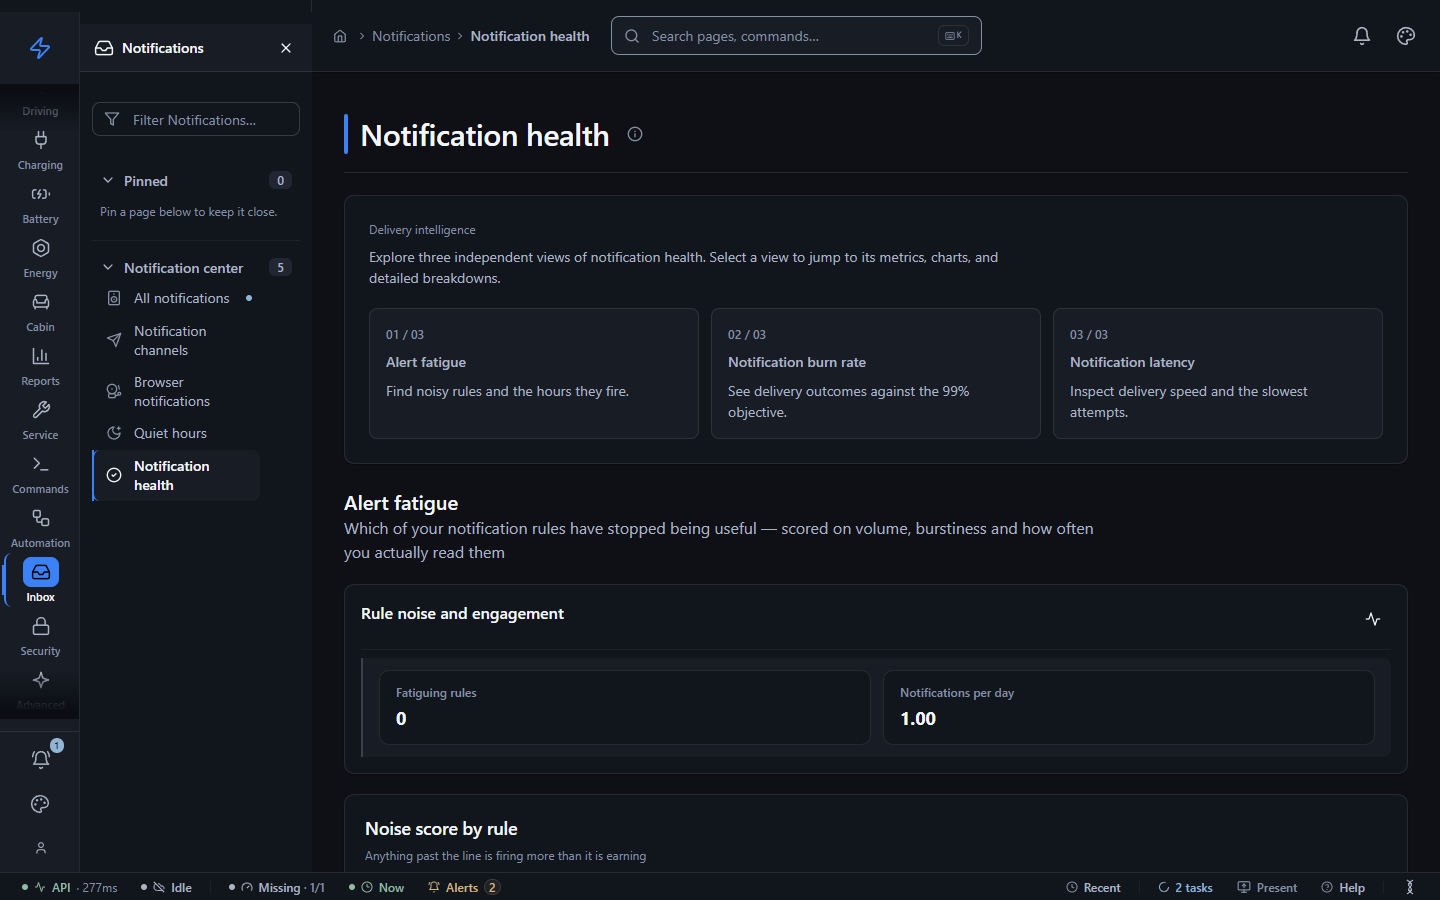 Notifications
Notifications
Notification health
Search pages, commands...
K
Driving
Charging
Battery
Energy
Cabin
Reports
Service
Commands
Automation
Inbox
Security
Advanced
1
Filter Notifications...
Pinned
0
Pin a page below to keep it close.
Notification center
5
All notifications
Notification
channels
Browser
notifications
Quiet hours
Notification
health
Notification health
Delivery intelligence
Explore three independent views of notification health. Select a view to jump to its metrics, charts, and
detailed breakdowns.
01 / 03
Alert fatigue
Find noisy rules and the hours they fire.
02 / 03
Notification burn rate
See delivery outcomes against the 99%
objective.
03 / 03
Notification latency
Inspect delivery speed and the slowest
attempts.
Alert fatigue
Which of your notification rules have stopped being useful — scored on volume, burstiness and how often
you actually read them
Rule noise and engagement
Fatiguing rules
0
Notifications per day
1.00
Noise score by rule
Anything past the line is firing more than it is earning
API · 277ms
Idle
Missing · 1/1
Now
Alerts 2
Recent
2 tasks
Present
Help